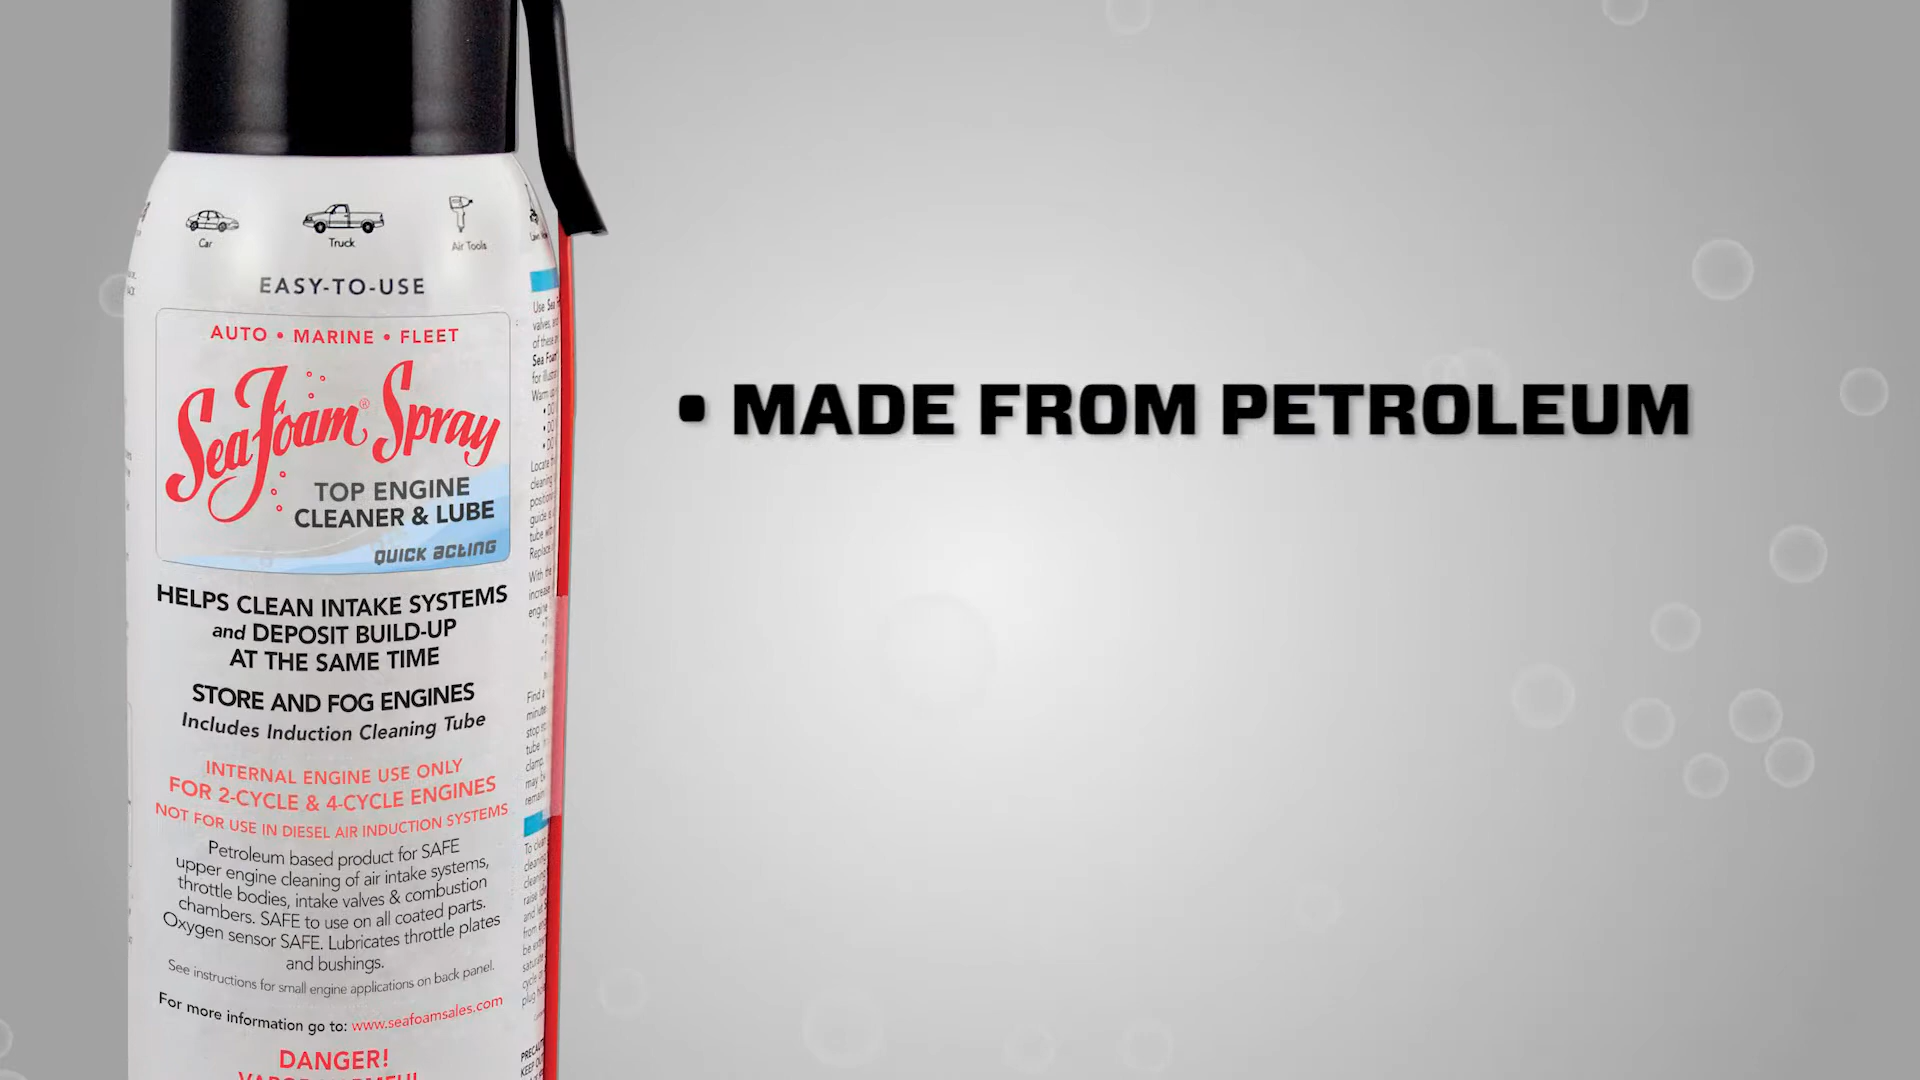 Car
Truck
Air Tools
EASY-TO-USE
AUTO • MARINE • FLEET
Sea Foam® Spray
TOP ENGINE
CLEANER & LUBE
QUICK ACTING
HELPS CLEAN INTAKE SYSTEMS
and DEPOSIT BUILD-UP
AT THE SAME TIME
STORE AND FOG ENGINES
Includes Induction Cleaning Tube
INTERNAL ENGINE USE ONLY
FOR 2-CYCLE & 4-CYCLE ENGINES
NOT FOR USE IN DIESEL AIR INDUCTION SYSTEMS
Petroleum based product for SAFE
upper engine cleaning of air intake systems,
throttle bodies, intake valves & combustion
chambers. SAFE to use on all coated parts.
Oxygen sensor SAFE. Lubricates throttle plates
and bushings.
See instructions for small engine applications on back panel.
For more information go to: www.seafoamsales.com
DANGER!
• MADE FROM PETROLEUM